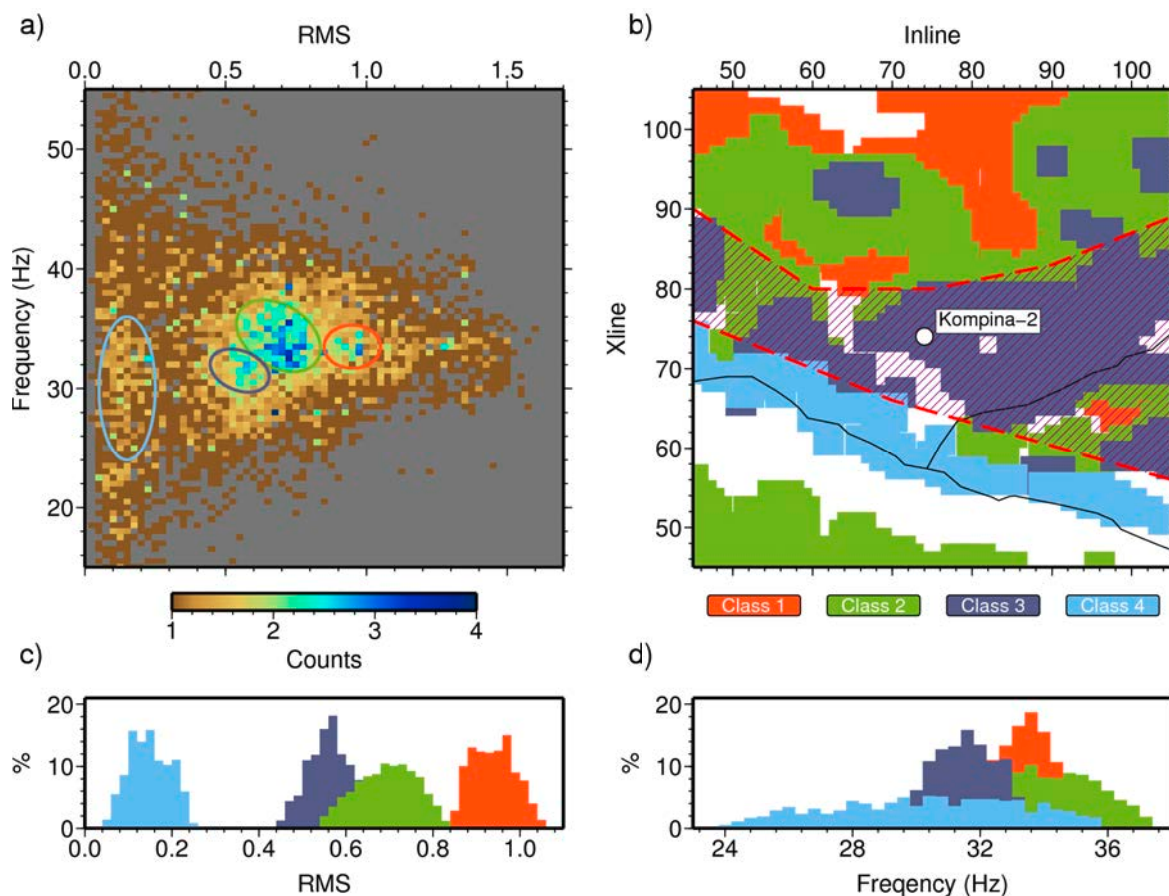 a)
RMS
0.0 0.5 1.0 1.5
Frequency (Hz)
50
40
30
20
1 2 3 4
Counts
b)
Inline
50 60 70 80 90 100
Xline
100
90
80
70
60
50
Kompina-2
Class 1 Class 2 Class 3 Class 4
c)
%
20
10
0
0.0 0.2 0.4 0.6 0.8 1.0
RMS
d)
%
20
10
0
24 28 32 36
Freqency (Hz)